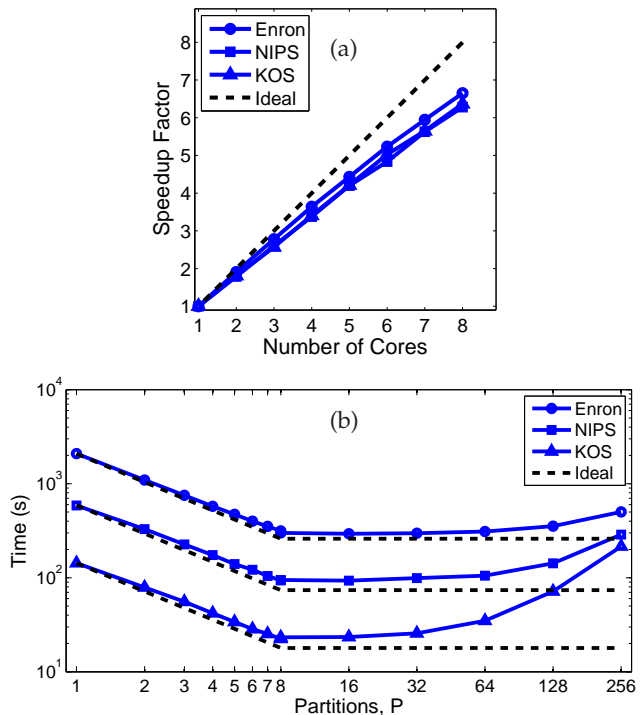 (a)
Enron
NIPS
KOS
Ideal
8
7
6
5
4
3
2
1
Speedup Factor
1 2 3 4 5 6 7 8
Number of Cores
(b)
Enron
NIPS
KOS
Ideal
10^4
10^3
10^2
10^1
Time (s)
1 2 3 4 5 6 7 8 16 32 64 128 256
Partitions, P